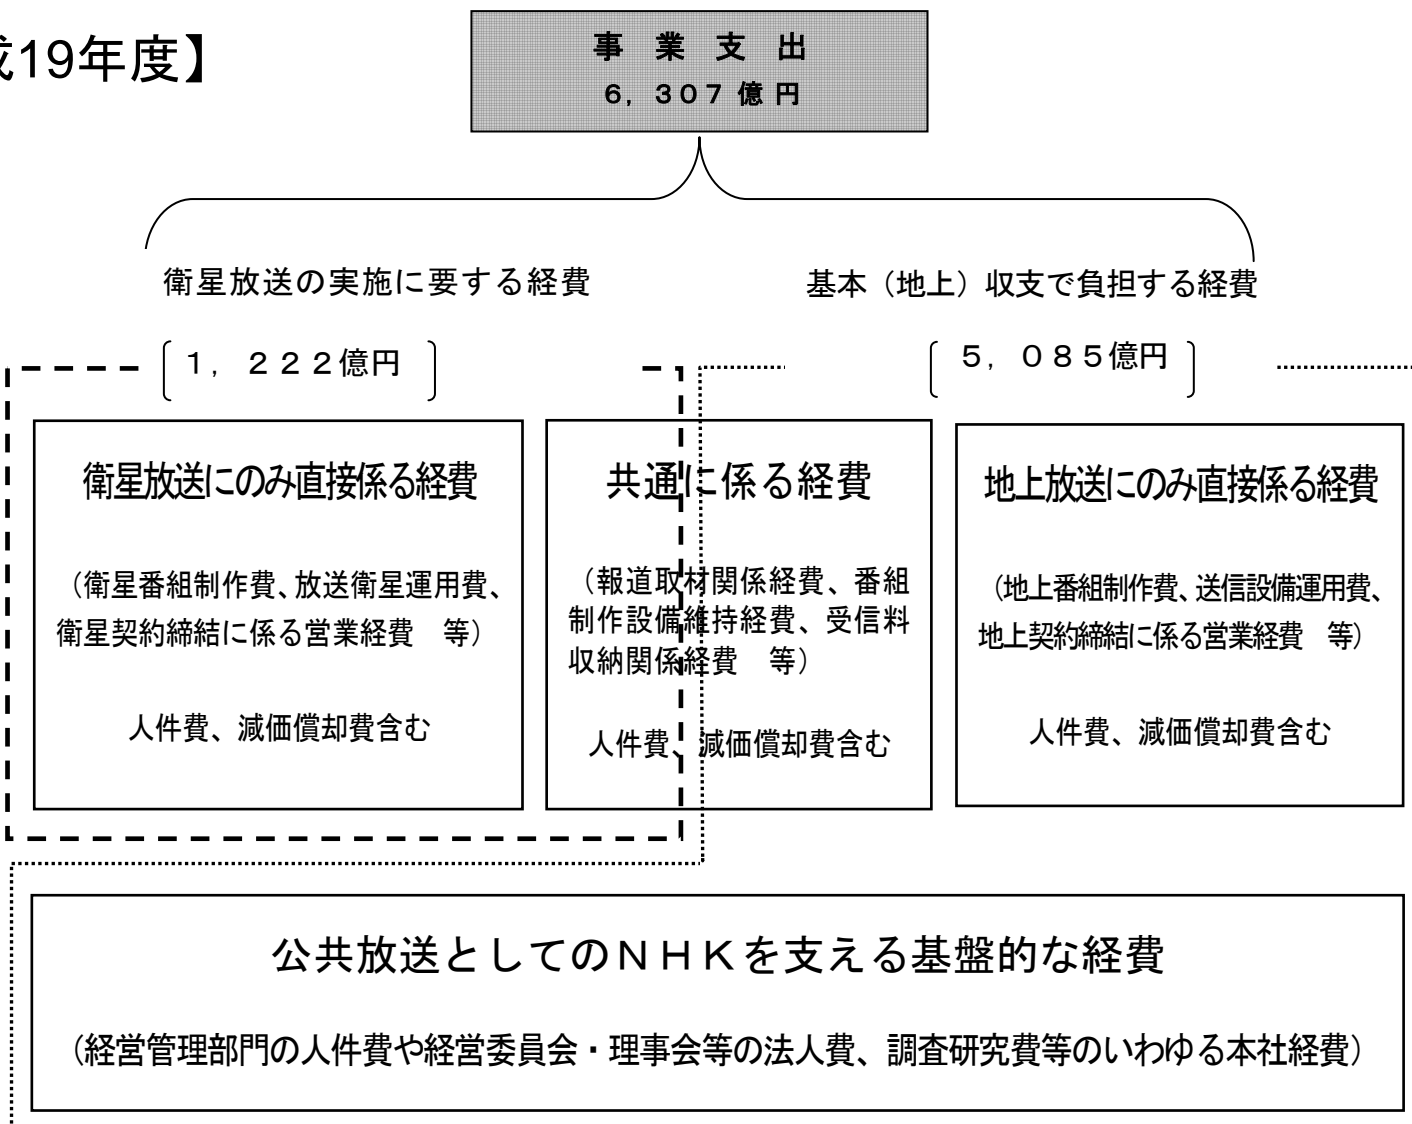 成19年度】
事 業 支 出
6, 307億円
衛星放送の実施に要する経費
基本（地上）収支で負担する経費
1, 222億円
5, 085億円
衛星放送にのみ直接係る経費
（衛星番組制作費、放送衛星運用費、
衛星契約締結に係る営業経費 等）
人件費、減価償却費含む
共通に係る経費
（報道取材関係経費、番組
制作設備維持経費、受信料
収納関係経費 等）
人件費、減価償却費含む
地上放送にのみ直接係る経費
（地上番組制作費、送信設備運用費、
地上契約締結に係る営業経費 等）
人件費、減価償却費含む
公共放送としてのＮＨＫを支える基盤的な経費
（経営管理部門の人件費や経営委員会・理事会等の法人費、調査研究費等のいわゆる本社経費）